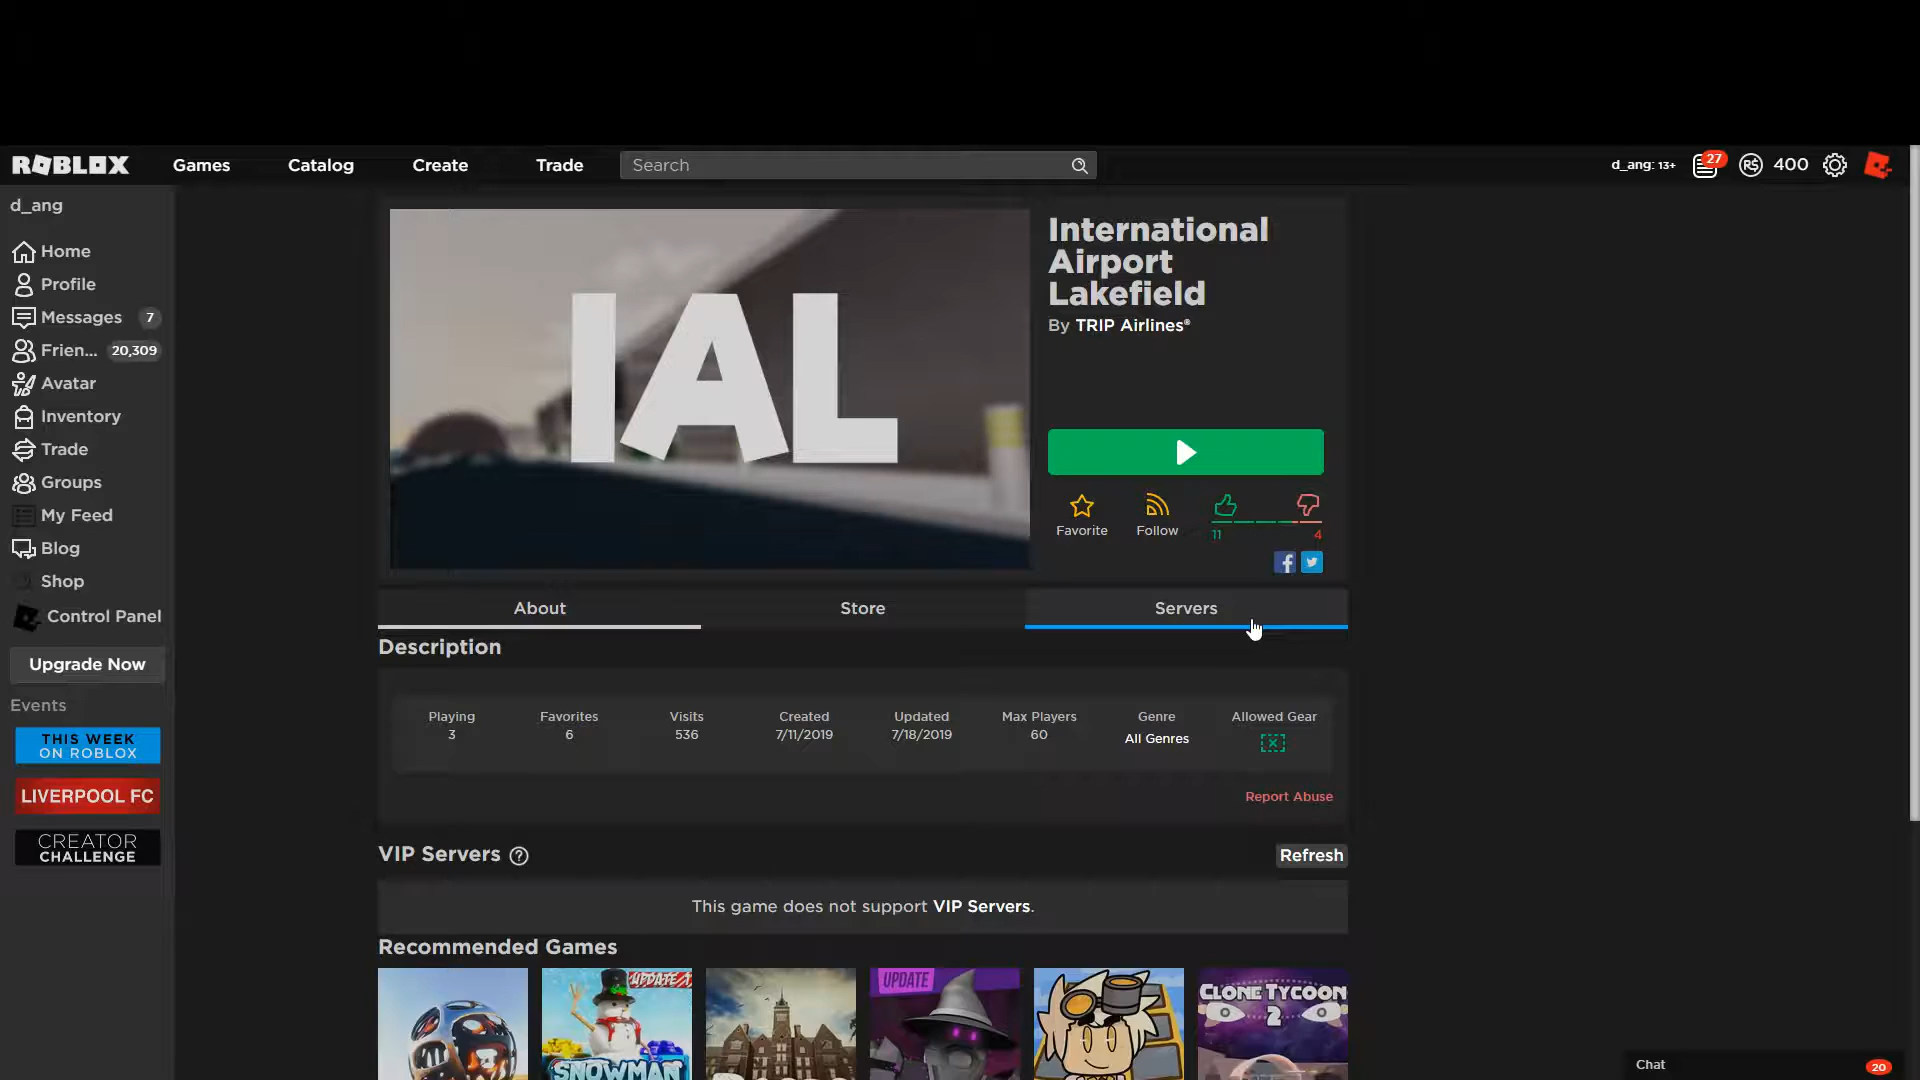 ROBLOX
Games
Catalog
Create
Trade
Search
d_ang: 13+
27
400
d_ang
Home
Profile
Messages 7
Frien... 20,309
Avatar
Inventory
Trade
Groups
My Feed
Blog
Shop
Control Panel
Upgrade Now
Events
THIS WEEK
ON ROBLOX
LIVERPOOL FC
CREATOR
CHALLENGE
IAL
International
Airport
Lakefield
By TRIP Airlines®
Favorite
Follow
11
4
About
Store
Servers
Description
Playing
3
Favorites
6
Visits
536
Created
7/11/2019
Updated
7/18/2019
Max Players
60
Genre
All Genres
Allowed Gear
Report Abuse
VIP Servers
Refresh
This game does not support VIP Servers.
Recommended Games
UPDATE
SNOWMAN
UPDATE
CLONE TYCOON
2
Chat
20